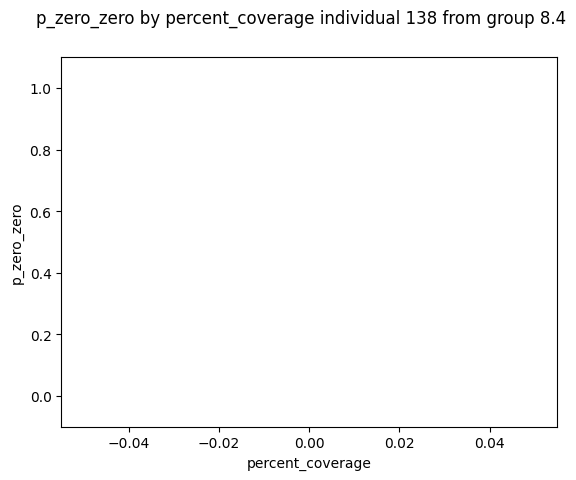 p_zero_zero by percent_coverage individual 138 from group 8.4
1.0
0.8
0.6
0.4
0.2
0.0
p_zero_zero
−0.04 −0.02 0.00 0.02 0.04
percent_coverage